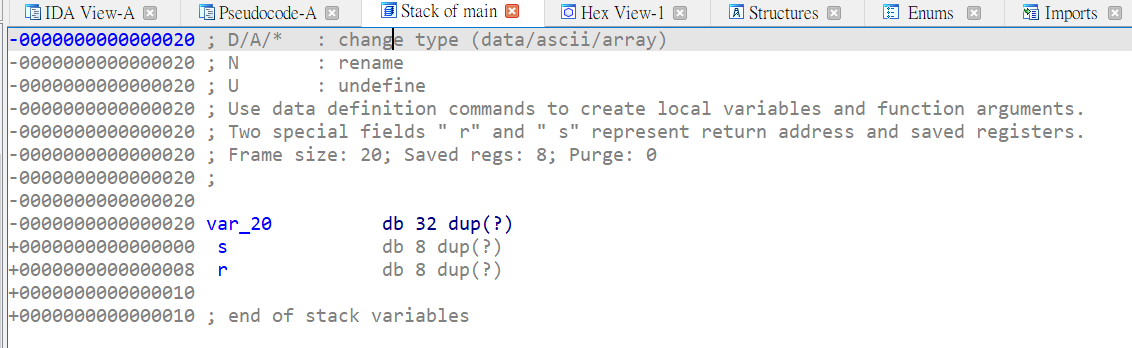 IDA View-A Pseudocode-A Stack of main Hex View-1 Structures Enums Imports
-0000000000000020 ; D/A/*   : change type (data/ascii/array)
-0000000000000020 ; N       : rename
-0000000000000020 ; U       : undefine
-0000000000000020 ; Use data definition commands to create local variables and function arguments.
-0000000000000020 ; Two special fields " r" and " s" represent return address and saved registers.
-0000000000000020 ; Frame size: 20; Saved regs: 8; Purge: 0
-0000000000000020 ;
-0000000000000020
-0000000000000020 var_20          db 32 dup(?)
+0000000000000000  s              db 8 dup(?)
+0000000000000008  r              db 8 dup(?)
+0000000000000010
+0000000000000010 ; end of stack variables